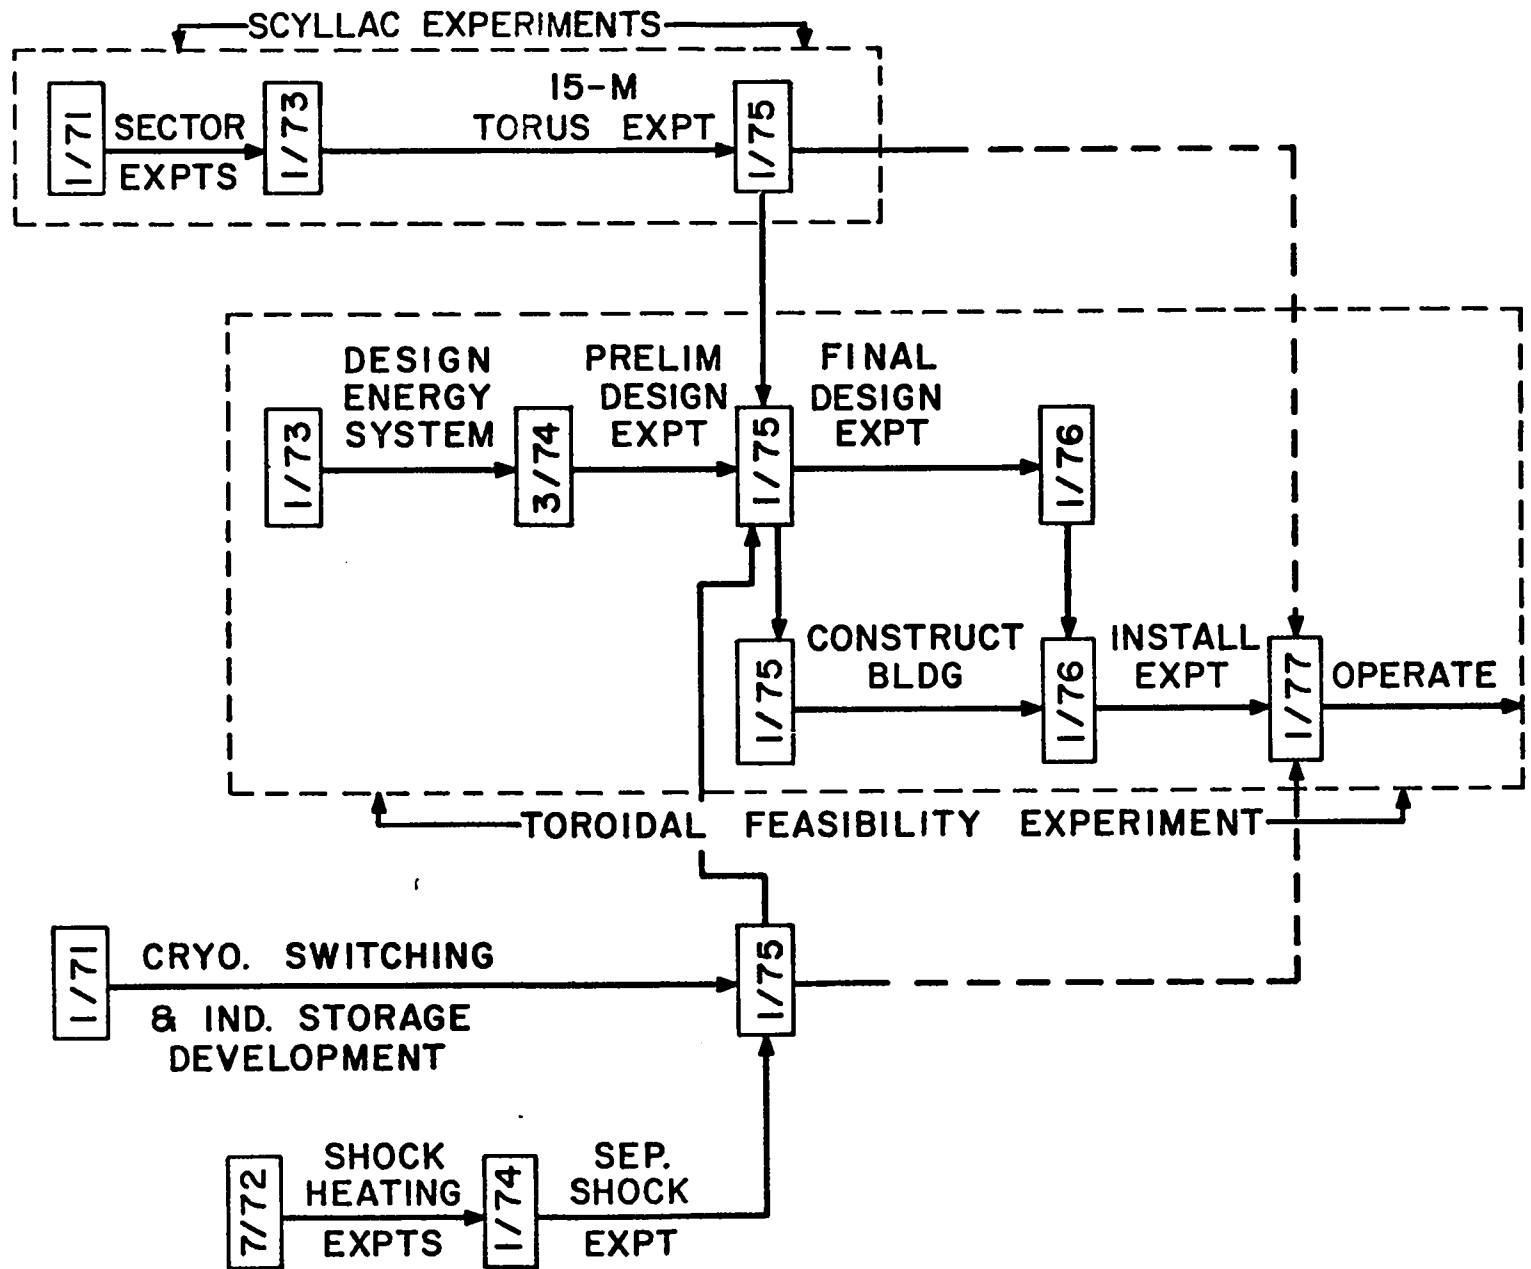 SCYLLAC EXPERIMENTS
1/71
SECTOR
EXPTS
1/73
15-M
TORUS EXPT
1/75
DESIGN
ENERGY
SYSTEM
PRELIM
DESIGN
EXPT
FINAL
DESIGN
EXPT
1/73
3/74
1/75
1/76
1/75
CONSTRUCT
BLDG
1/76
INSTALL
EXPT
1/77
OPERATE
TOROIDAL FEASIBILITY EXPERIMENT
1/71
CRYO. SWITCHING
& IND. STORAGE
DEVELOPMENT
1/75
7/72
SHOCK
HEATING
EXPTS
1/74
SEP.
SHOCK
EXPT